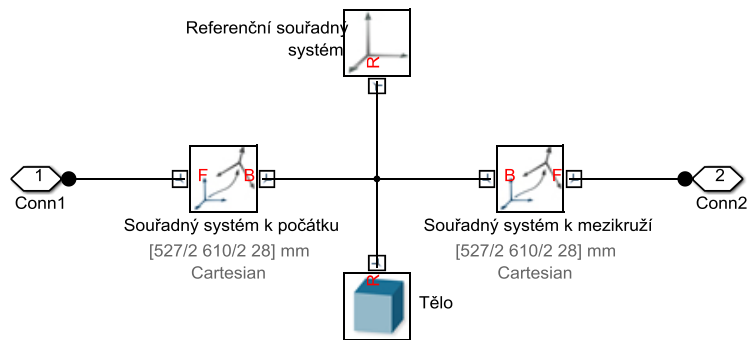 Referenční souřadný
systém
R
1
F
B
B
F
2
Conn1
Conn2
Souřadný systém k počátku
Souřadný systém k mezikruží
[527/2 610/2 28] mm
[527/2 610/2 28] mm
Cartesian
Cartesian
R
Tělo